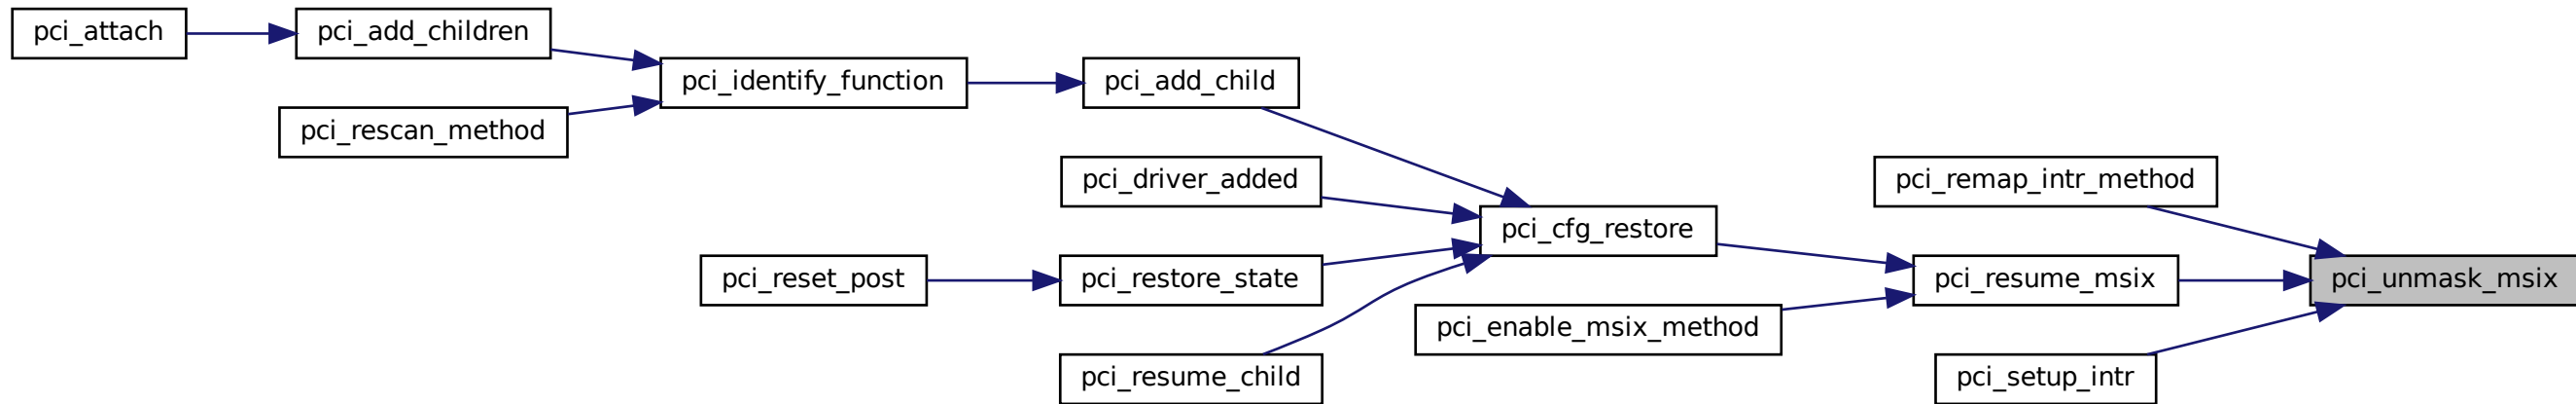 pci_attach
pci_add_children
pci_identify_function
pci_add_child
pci_rescan_method
pci_driver_added
pci_remap_intr_method
pci_cfg_restore
pci_reset_post
pci_restore_state
pci_resume_msix
pci_unmask_msix
pci_enable_msix_method
pci_resume_child
pci_setup_intr